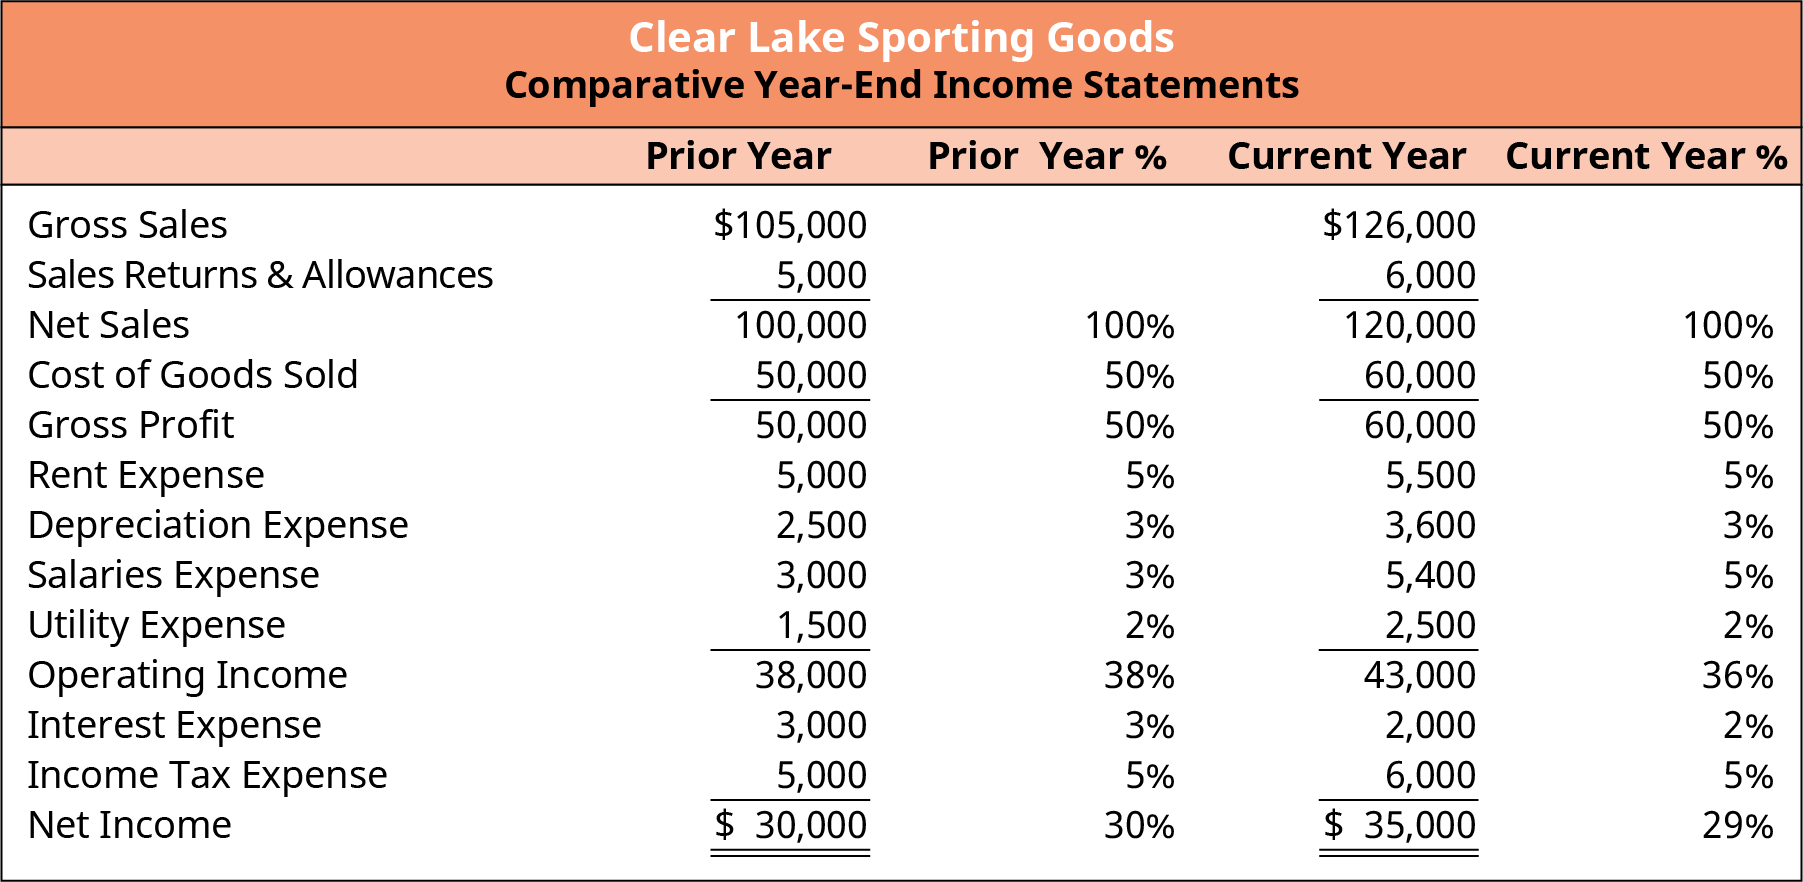 Clear Lake Sporting Goods
Comparative Year-End Income Statements
Prior Year Prior Year % Current Year Current Year %
Gross Sales $105,000 $126,000
Sales Returns & Allowances 5,000 6,000
Net Sales 100,000 100% 120,000 100%
Cost of Goods Sold 50,000 50% 60,000 50%
Gross Profit 50,000 50% 60,000 50%
Rent Expense 5,000 5% 5,500 5%
Depreciation Expense 2,500 3% 3,600 3%
Salaries Expense 3,000 3% 5,400 5%
Utility Expense 1,500 2% 2,500 2%
Operating Income 38,000 38% 43,000 36%
Interest Expense 3,000 3% 2,000 2%
Income Tax Expense 5,000 5% 6,000 5%
Net Income $ 30,000 30% $ 35,000 29%